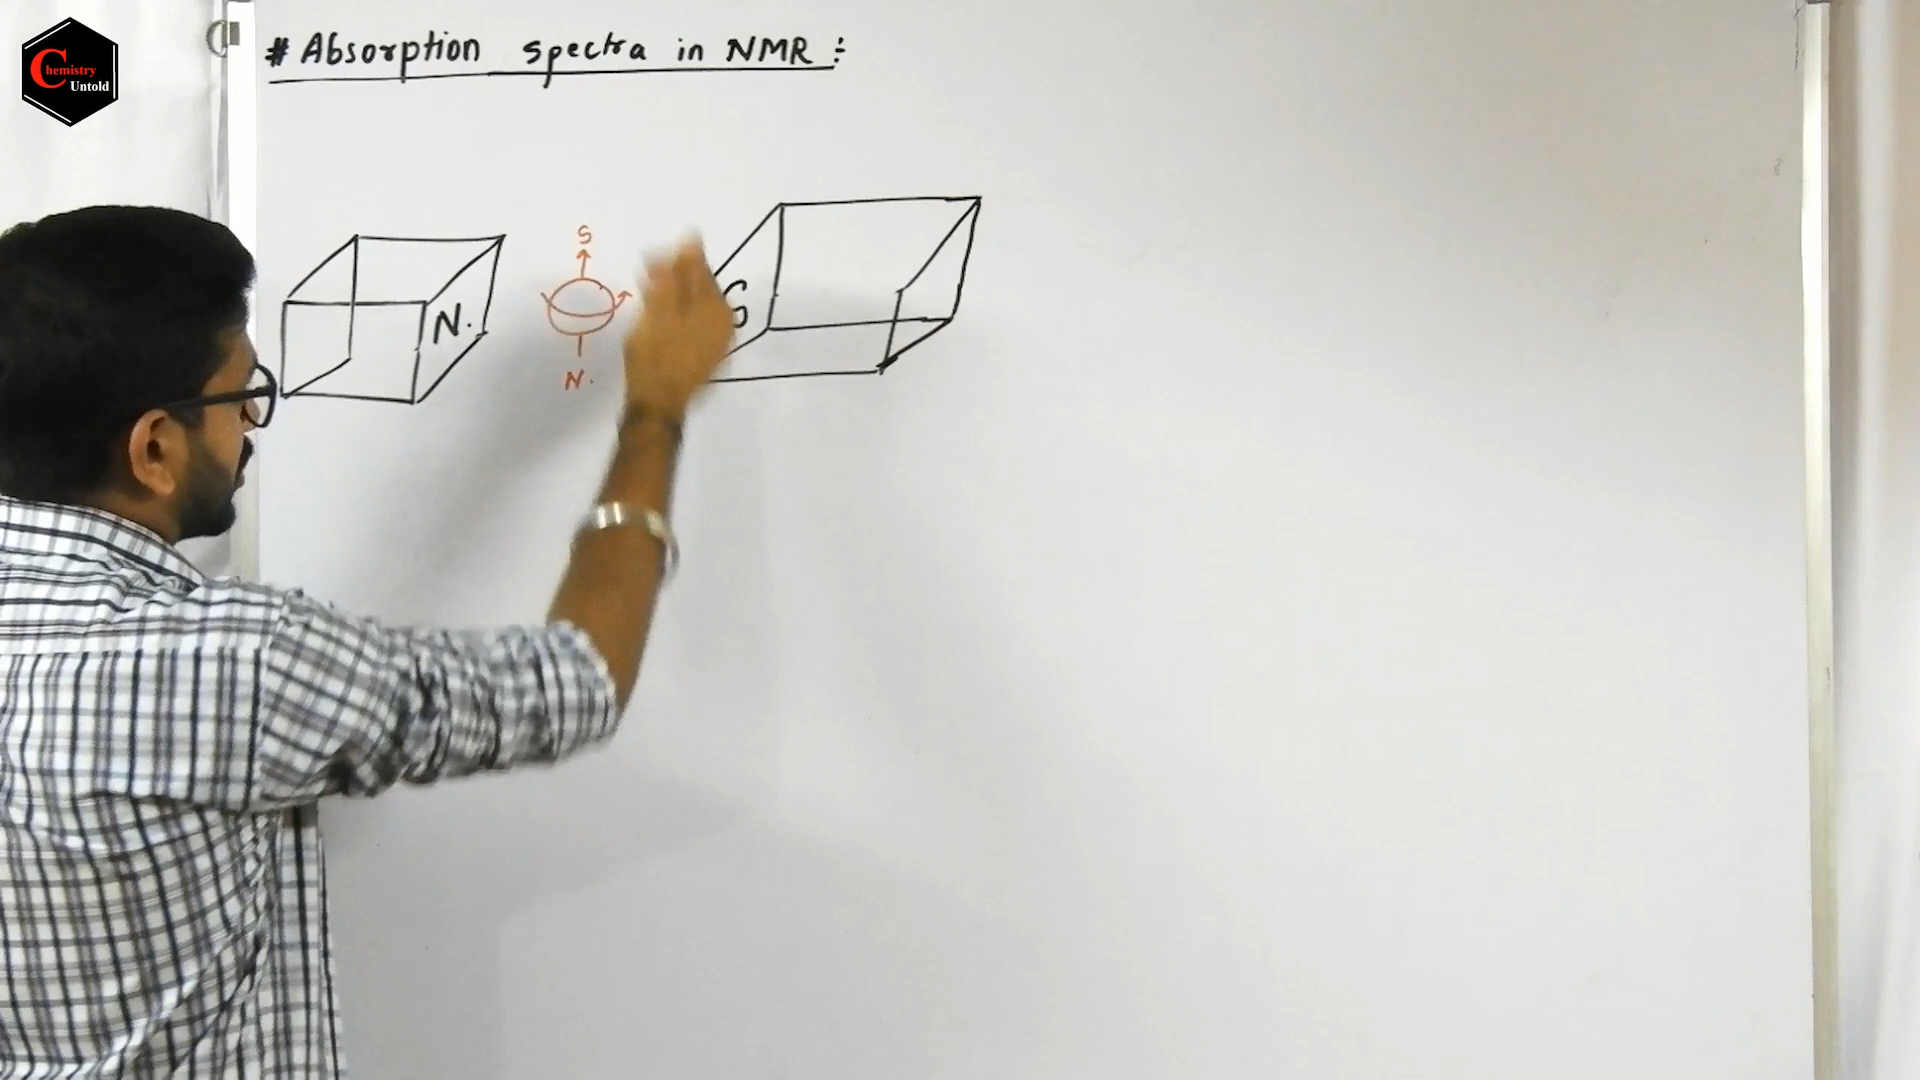 Chemistry
Untold
# Absorption spectra in NMR :
S
N.
S
N.